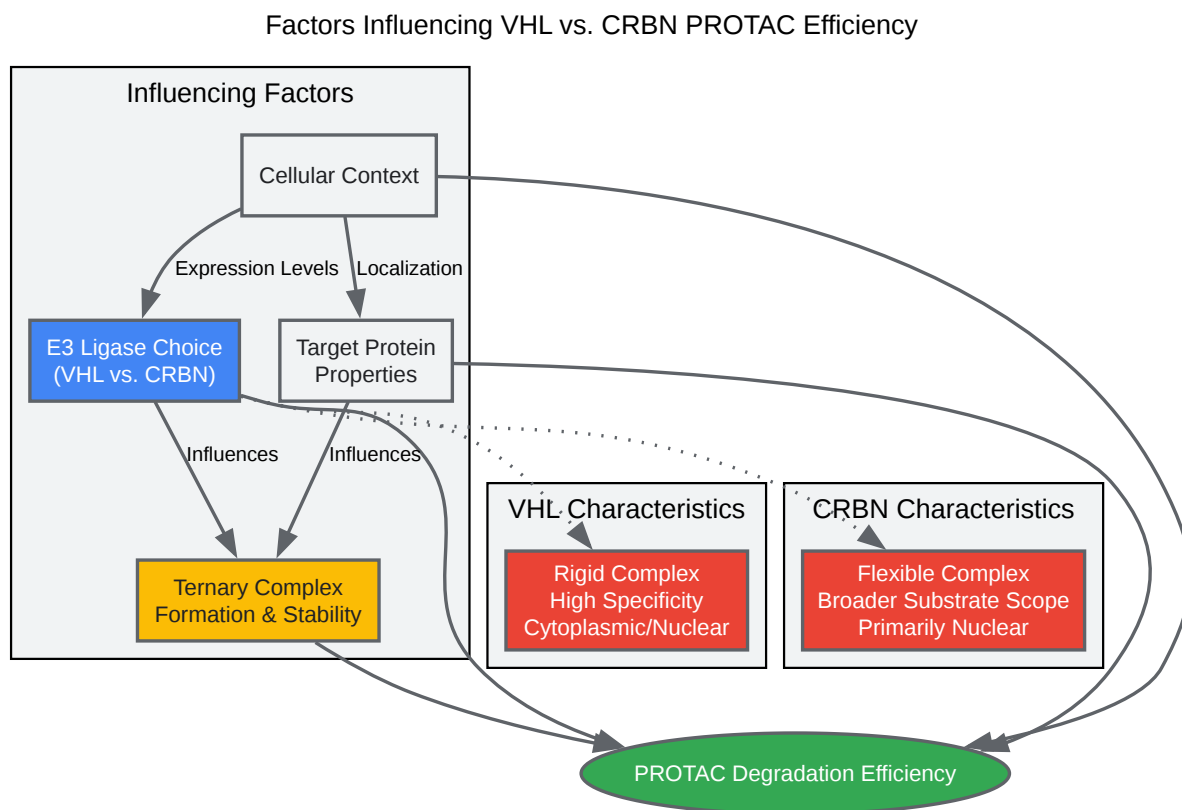 Factors Influencing VHL vs. CRBN PROTAC Efficiency
Influencing Factors
Cellular Context
Expression Levels
Localization
E3 Ligase Choice
(VHL vs. CRBN)
Target Protein
Properties
Influences
Influences
Ternary Complex
Formation & Stability
VHL Characteristics
Rigid Complex
High Specificity
Cytoplasmic/Nuclear
CRBN Characteristics
Flexible Complex
Broader Substrate Scope
Primarily Nuclear
PROTAC Degradation Efficiency